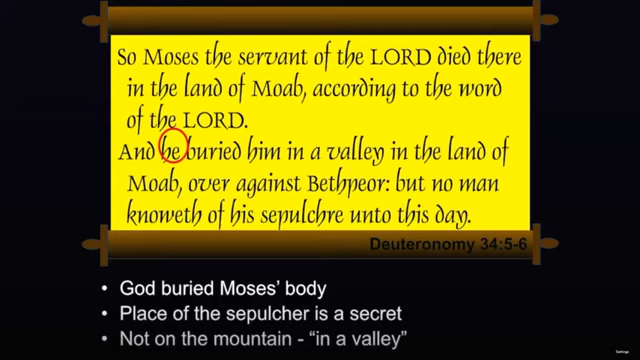 So Moses the servant of the LORD died there
in the land of Moab, according to the word
of the LORD.
And he buried him in a valley in the land of
Moab, over against Bethpeor: but no man
knoweth of his sepulchre unto this day.
Deuteronomy 34:5-6
• God buried Moses’ body
• Place of the sepulcher is a secret
• Not on the mountain - “in a valley”